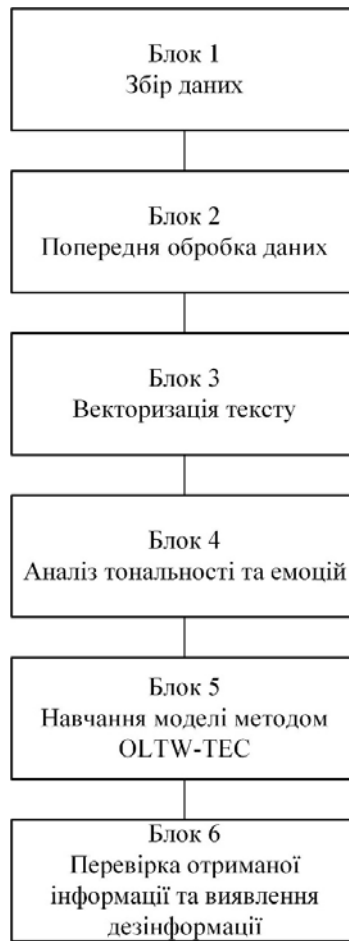 Блок 1
Збір даних
Блок 2
Попередня обробка даних
Блок 3
Векторизація тексту
Блок 4
Аналіз тональності та емоцій
Блок 5
Навчання моделі методом
OLTW-TEC
Блок 6
Перевірка отриманої
інформації та виявлення
дезінформації